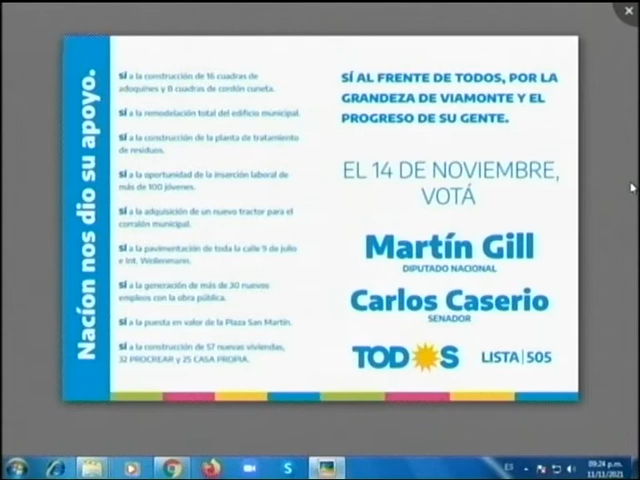 Nacíon nos dio su apoyo.
SÍ a la construcción de 16 cuadras de
adoquines y 8 cuadras de cordón cuneta.
SÍ a la remodelación total del edificio municipal.
SÍ a la construcción de la planta de tratamiento
de residuos.
SÍ a la oportunidad de la inserción laboral de
más de 100 jóvenes.
SÍ a la adquisición de un nuevo tractor para el
corralón municipal.
SÍ a la pavimentación de toda la calle 9 de julio
e Int. Wellenmann.
SÍ a la generación de más de 30 nuevos
empleos con la obra pública.
SÍ a la puesta en valor de la Plaza San Martín.
SÍ a la construcción de 57 nuevas viviendas,
32 PROCREAR y 25 CASA PROPIA.
SÍ AL FRENTE DE TODOS, POR LA
GRANDEZA DE VIAMONTE Y EL
PROGRESO DE SU GENTE.
EL 14 DE NOVIEMBRE,
VOTÁ
Martín Gill
DIPUTADO NACIONAL
Carlos Caserio
SENADOR
TODOS LISTA|505
ES
09:24 p.m.
11/11/2021